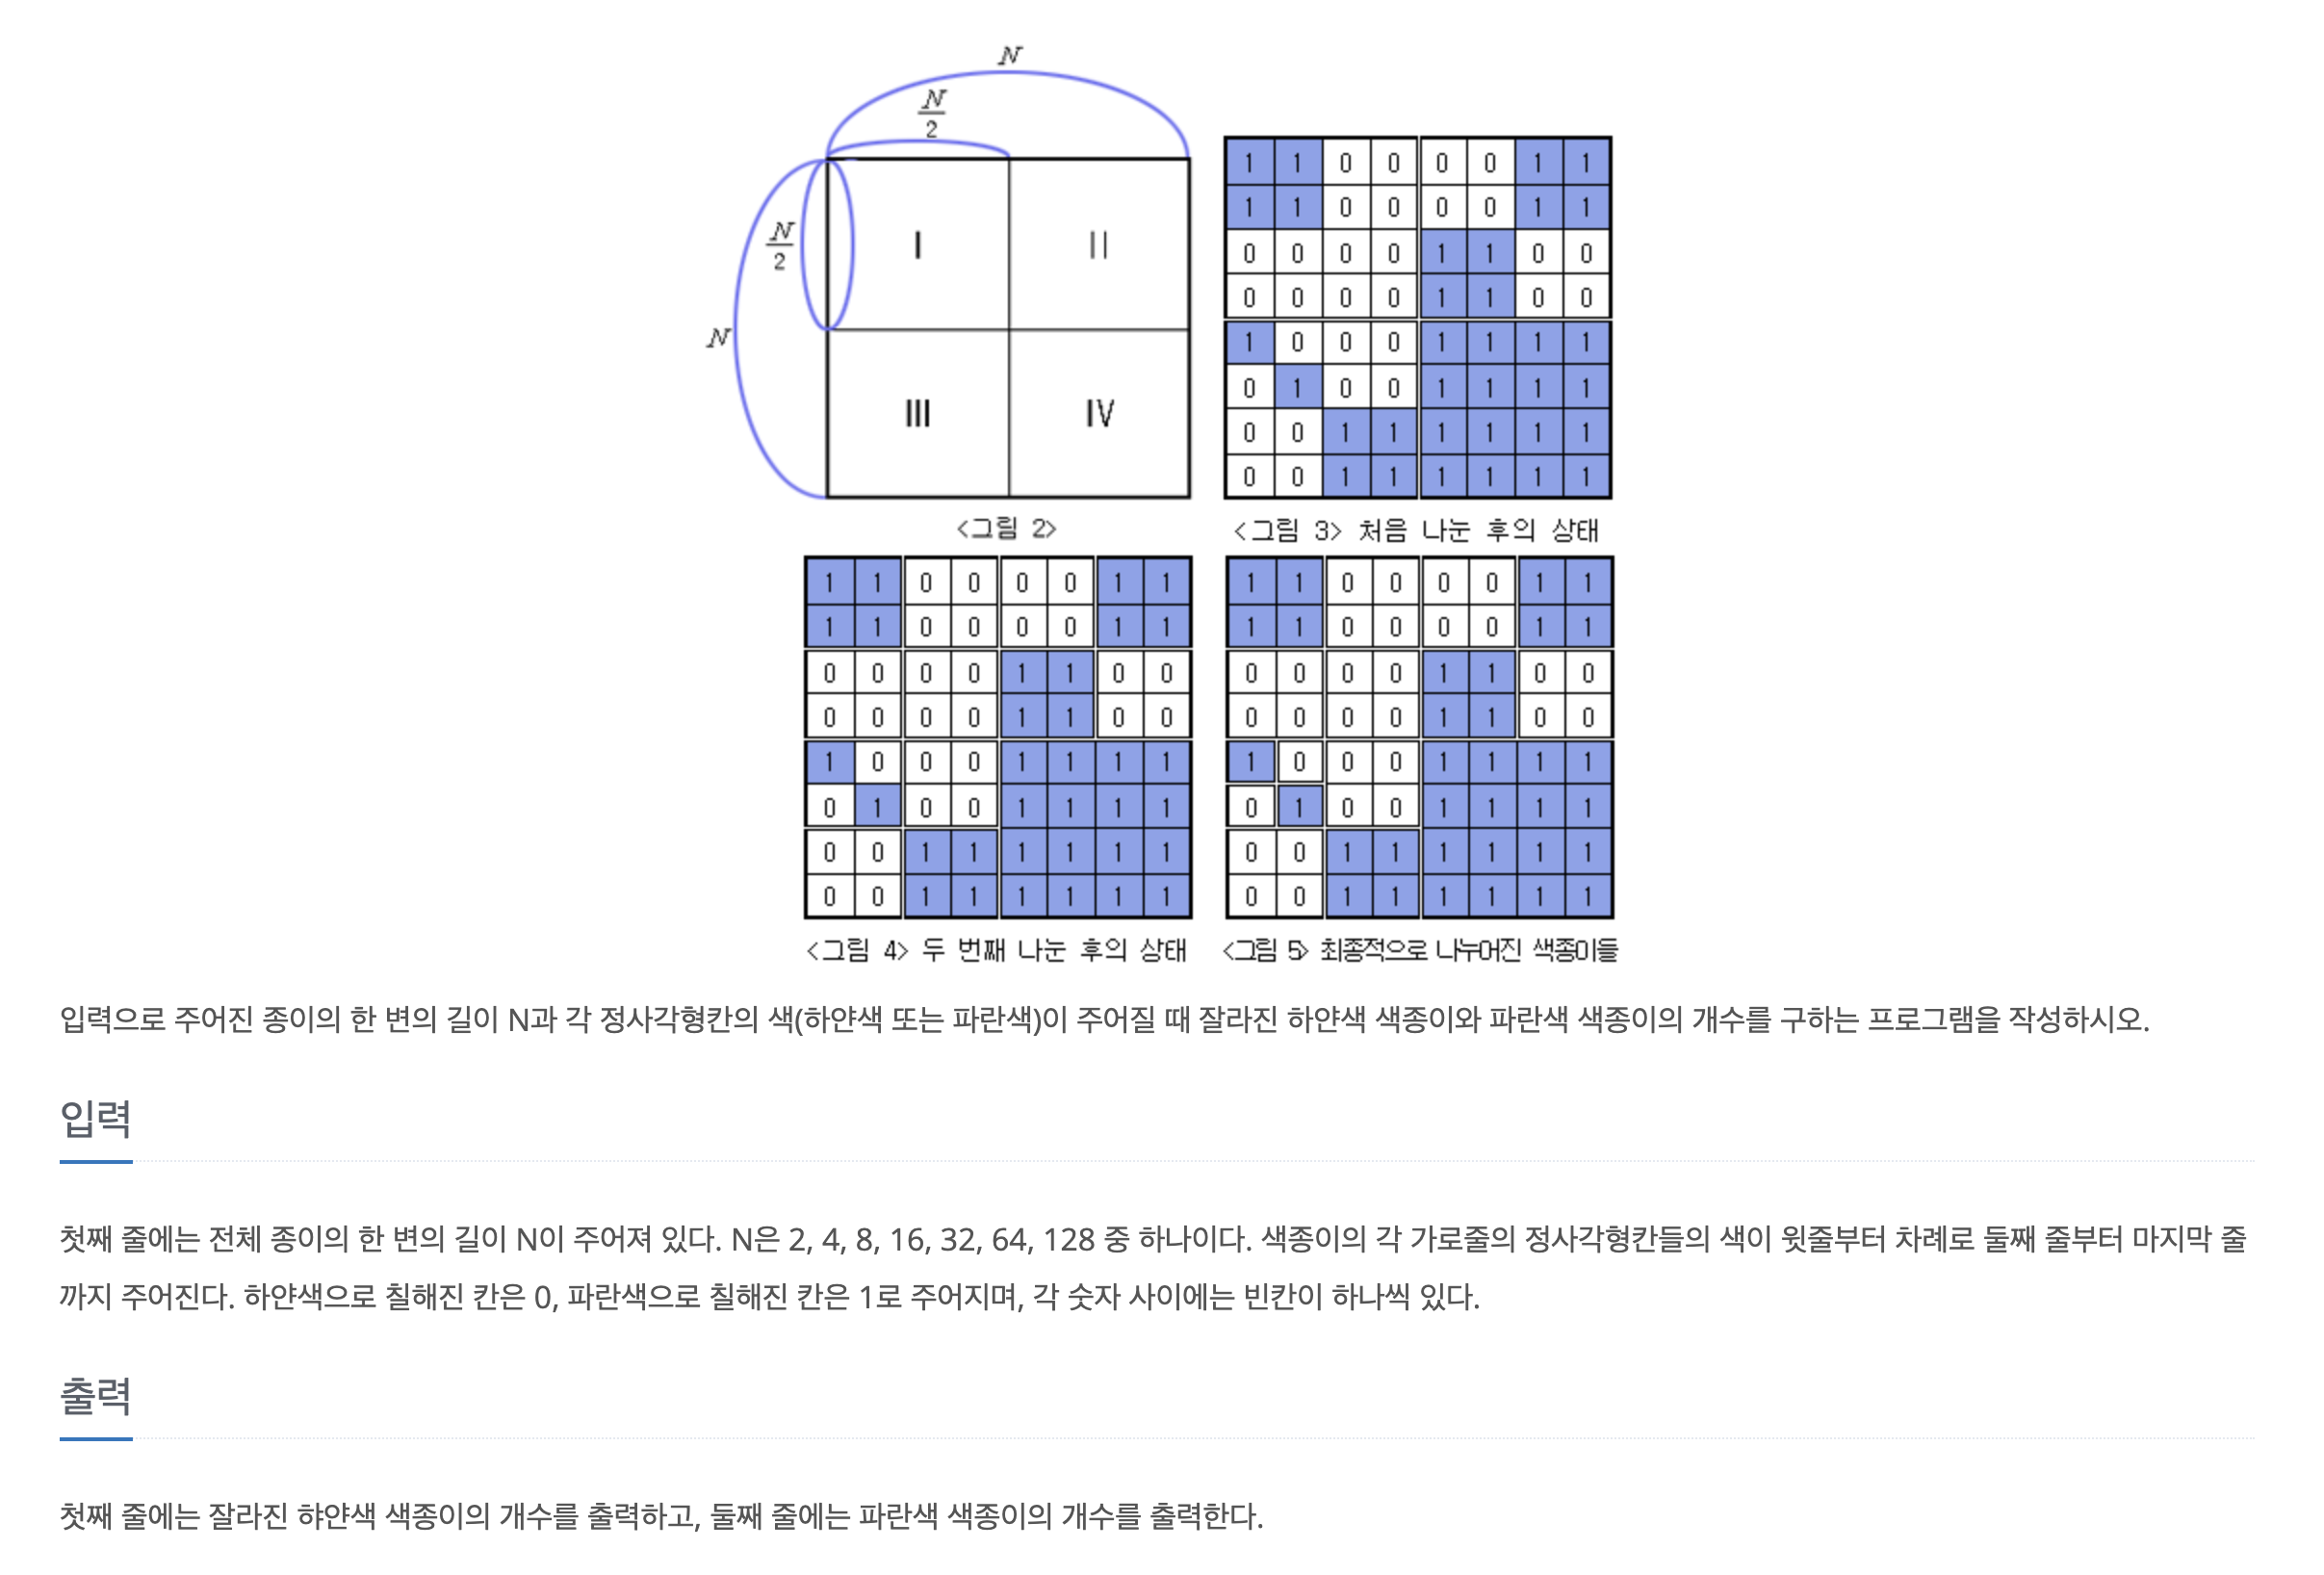 N
N
2
N
2
N
I II
III IV
<그림 2>
1 1 0 0 0 0 1 1
1 1 0 0 0 0 1 1
0 0 0 0 1 1 0 0
0 0 0 0 1 1 0 0
1 0 0 0 1 1 1 1
0 1 0 0 1 1 1 1
0 0 1 1 1 1 1 1
0 0 1 1 1 1 1 1
<그림 3> 처음 나눈 후의 상태
1 1 0 0 0 0 1 1
1 1 0 0 0 0 1 1
0 0 0 0 1 1 0 0
0 0 0 0 1 1 0 0
1 0 0 0 1 1 1 1
0 1 0 0 1 1 1 1
0 0 1 1 1 1 1 1
0 0 1 1 1 1 1 1
<그림 4> 두 번째 나눈 후의 상태
1 1 0 0 0 0 1 1
1 1 0 0 0 0 1 1
0 0 0 0 1 1 0 0
0 0 0 0 1 1 0 0
1 0 0 0 1 1 1 1
0 1 0 0 1 1 1 1
0 0 1 1 1 1 1 1
0 0 1 1 1 1 1 1
<그림 5> 최종적으로 나누어진 색종이들
입력으로 주어진 종이의 한 변의 길이 N과 각 정사각형칸의 색(하얀색 또는 파란색)이 주어질 때 잘라진 하얀색 색종이와 파란색 색종이의 개수를 구하는 프로그램을 작성하시오.
입력
첫째 줄에는 전체 종이의 한 변의 길이 N이 주어져 있다. N은 2, 4, 8, 16, 32, 64, 128 중 하나이다. 색종이의 각 가로줄의 정사각형칸들의 색이 윗줄부터 차례로 둘째 줄부터 마지막 줄
까지 주어진다. 하얀색으로 칠해진 칸은 0, 파란색으로 칠해진 칸은 1로 주어지며, 각 숫자 사이에는 빈칸이 하나씩 있다.
출력
첫째 줄에는 잘라진 햐얀색 색종이의 개수를 출력하고, 둘째 줄에는 파란색 색종이의 개수를 출력한다.